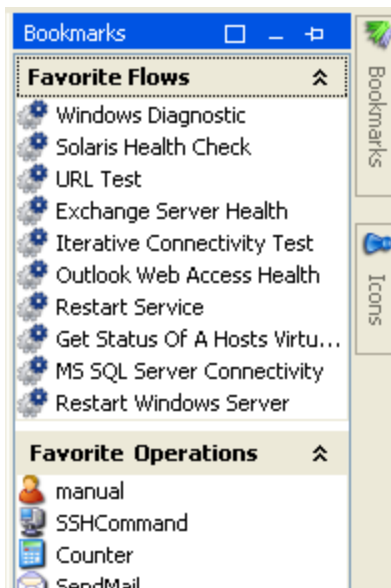 Bookmarks
Favorite Flows
Windows Diagnostic
Solaris Health Check
URL Test
Exchange Server Health
Iterative Connectivity Test
Outlook Web Access Health
Restart Service
Get Status Of A Hosts Virtu...
MS SQL Server Connectivity
Restart Windows Server
Favorite Operations
manual
SSHCommand
Counter
SendMail
Bookmarks
Icons